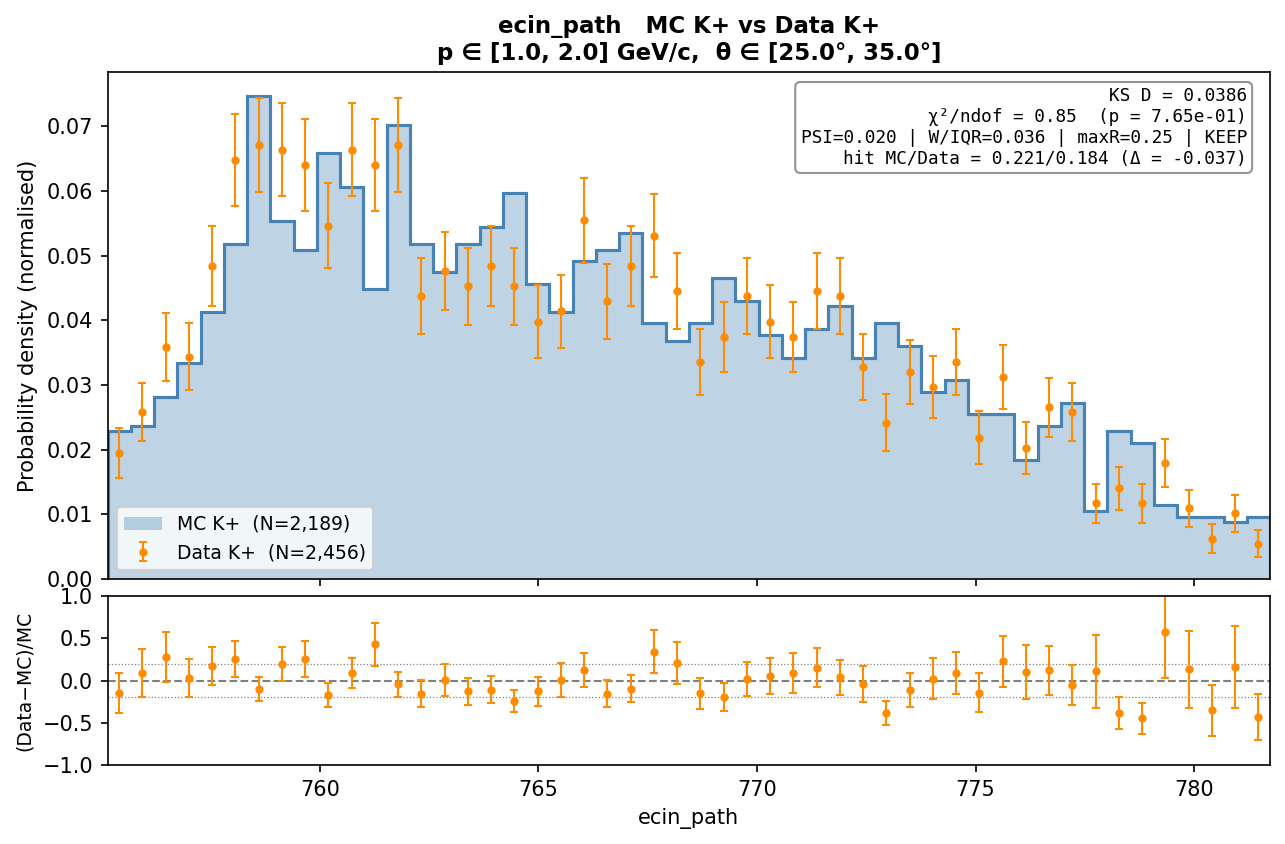 ecin_path   MC K+ vs Data K+
p ∈ [1.0, 2.0] GeV/c,  θ ∈ [25.0°, 35.0°]
KS D = 0.0386
χ²/ndof = 0.85  (p = 7.65e-01)
PSI=0.020 | W/IQR=0.036 | maxR=0.25 | KEEP
hit MC/Data = 0.221/0.184 (Δ = -0.037)
Probability density (normalised)
0.07
0.06
0.05
0.04
0.03
0.02
0.01
0.00
MC K+  (N=2,189)
Data K+  (N=2,456)
(Data−MC)/MC
1.0
0.5
0.0
−0.5
−1.0
760
765
770
775
780
ecin_path